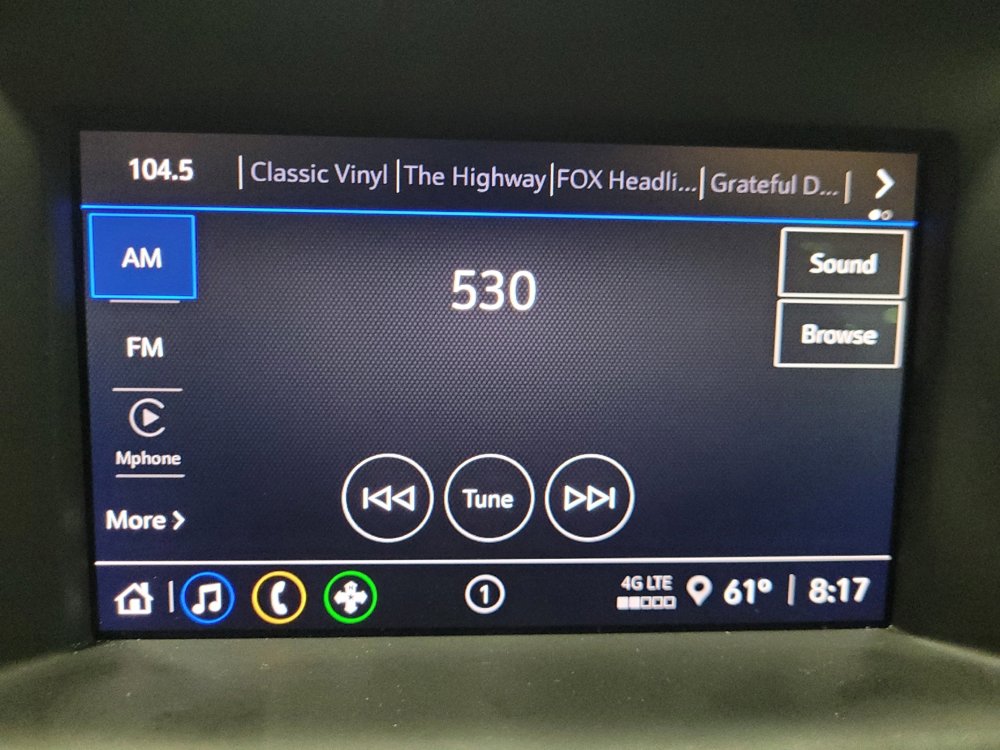 104.5 | Classic Vinyl | The Highway | FOX Headli... | Grateful D... |
AM
530
Sound
Browse
FM
Mphone
Tune
More
1
4G LTE
61° | 8:17